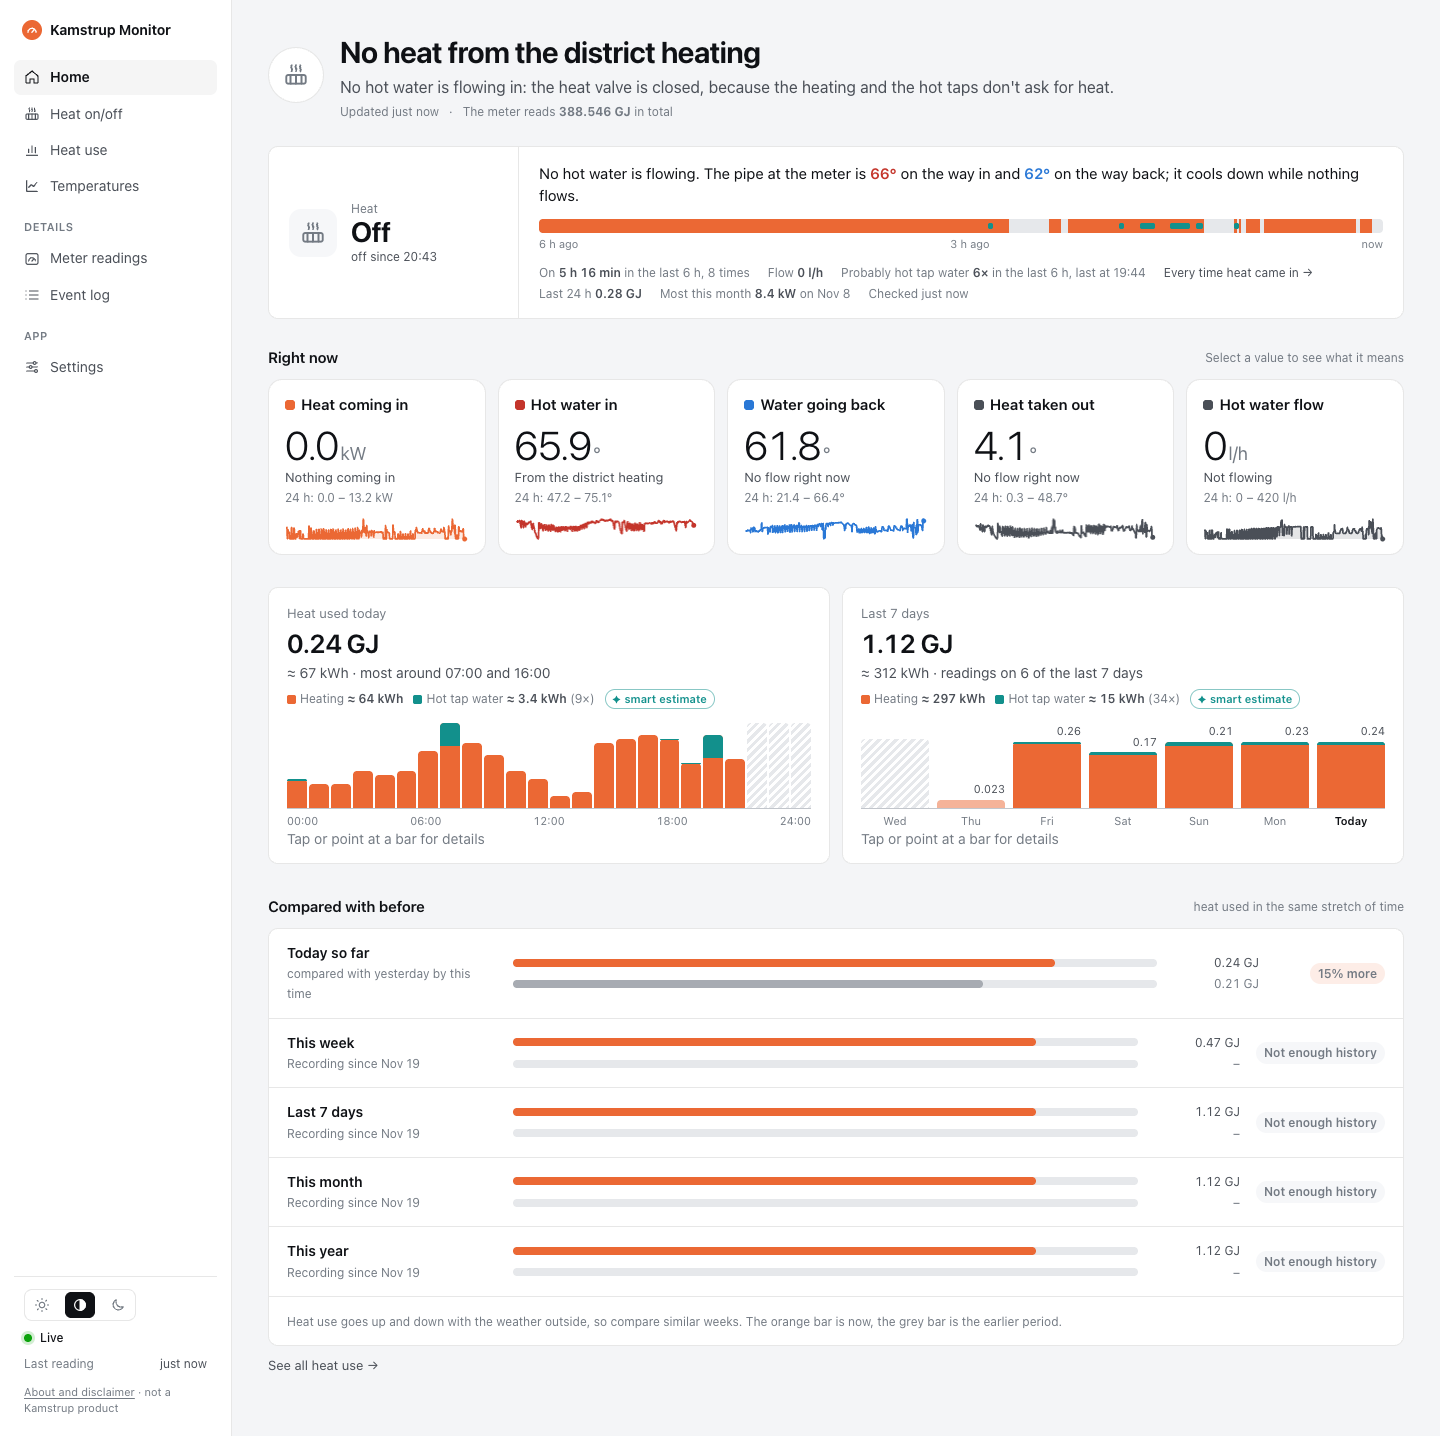 Kamstrup Monitor
Home
Heat on/off
Heat use
Temperatures
DETAILS
Meter readings
Event log
APP
Settings
Live
Last reading just now
About and disclaimer · not a
Kamstrup product
No heat from the district heating
No hot water is flowing in: the heat valve is closed, because the heating and the hot taps don't ask for heat.
Updated just now · The meter reads 388.546 GJ in total
Heat
Off
off since 20:43
No hot water is flowing. The pipe at the meter is 66° on the way in and 62° on the way back; it cools down while nothing
flows.
6 h ago 3 h ago now
On 5 h 16 min in the last 6 h, 8 times Flow 0 l/h Probably hot tap water 6× in the last 6 h, last at 19:44 Every time heat came in →
Last 24 h 0.28 GJ Most this month 8.4 kW on Nov 8 Checked just now
Right now
Select a value to see what it means
Heat coming in
0.0 kW
Nothing coming in
24 h: 0.0 – 13.2 kW
Hot water in
65.9°
From the district heating
24 h: 47.2 – 75.1°
Water going back
61.8°
No flow right now
24 h: 21.4 – 66.4°
Heat taken out
4.1°
No flow right now
24 h: 0.3 – 48.7°
Hot water flow
0 l/h
Not flowing
24 h: 0 – 420 l/h
Heat used today
0.24 GJ
≈ 67 kWh · most around 07:00 and 16:00
Heating ≈ 64 kWh Hot tap water ≈ 3.4 kWh (9×) smart estimate
00:00 06:00 12:00 18:00 24:00
Tap or point at a bar for details
Last 7 days
1.12 GJ
≈ 312 kWh · readings on 6 of the last 7 days
Heating ≈ 297 kWh Hot tap water ≈ 15 kWh (34×) smart estimate
0.023 0.26 0.17 0.21 0.23 0.24
Wed Thu Fri Sat Sun Mon Today
Tap or point at a bar for details
Compared with before
heat used in the same stretch of time
Today so far
compared with yesterday by this
time
0.24 GJ
0.21 GJ
15% more
This week
Recording since Nov 19
0.47 GJ
–
Not enough history
Last 7 days
Recording since Nov 19
1.12 GJ
–
Not enough history
This month
Recording since Nov 19
1.12 GJ
–
Not enough history
This year
Recording since Nov 19
1.12 GJ
–
Not enough history
Heat use goes up and down with the weather outside, so compare similar weeks. The orange bar is now, the grey bar is the earlier period.
See all heat use →